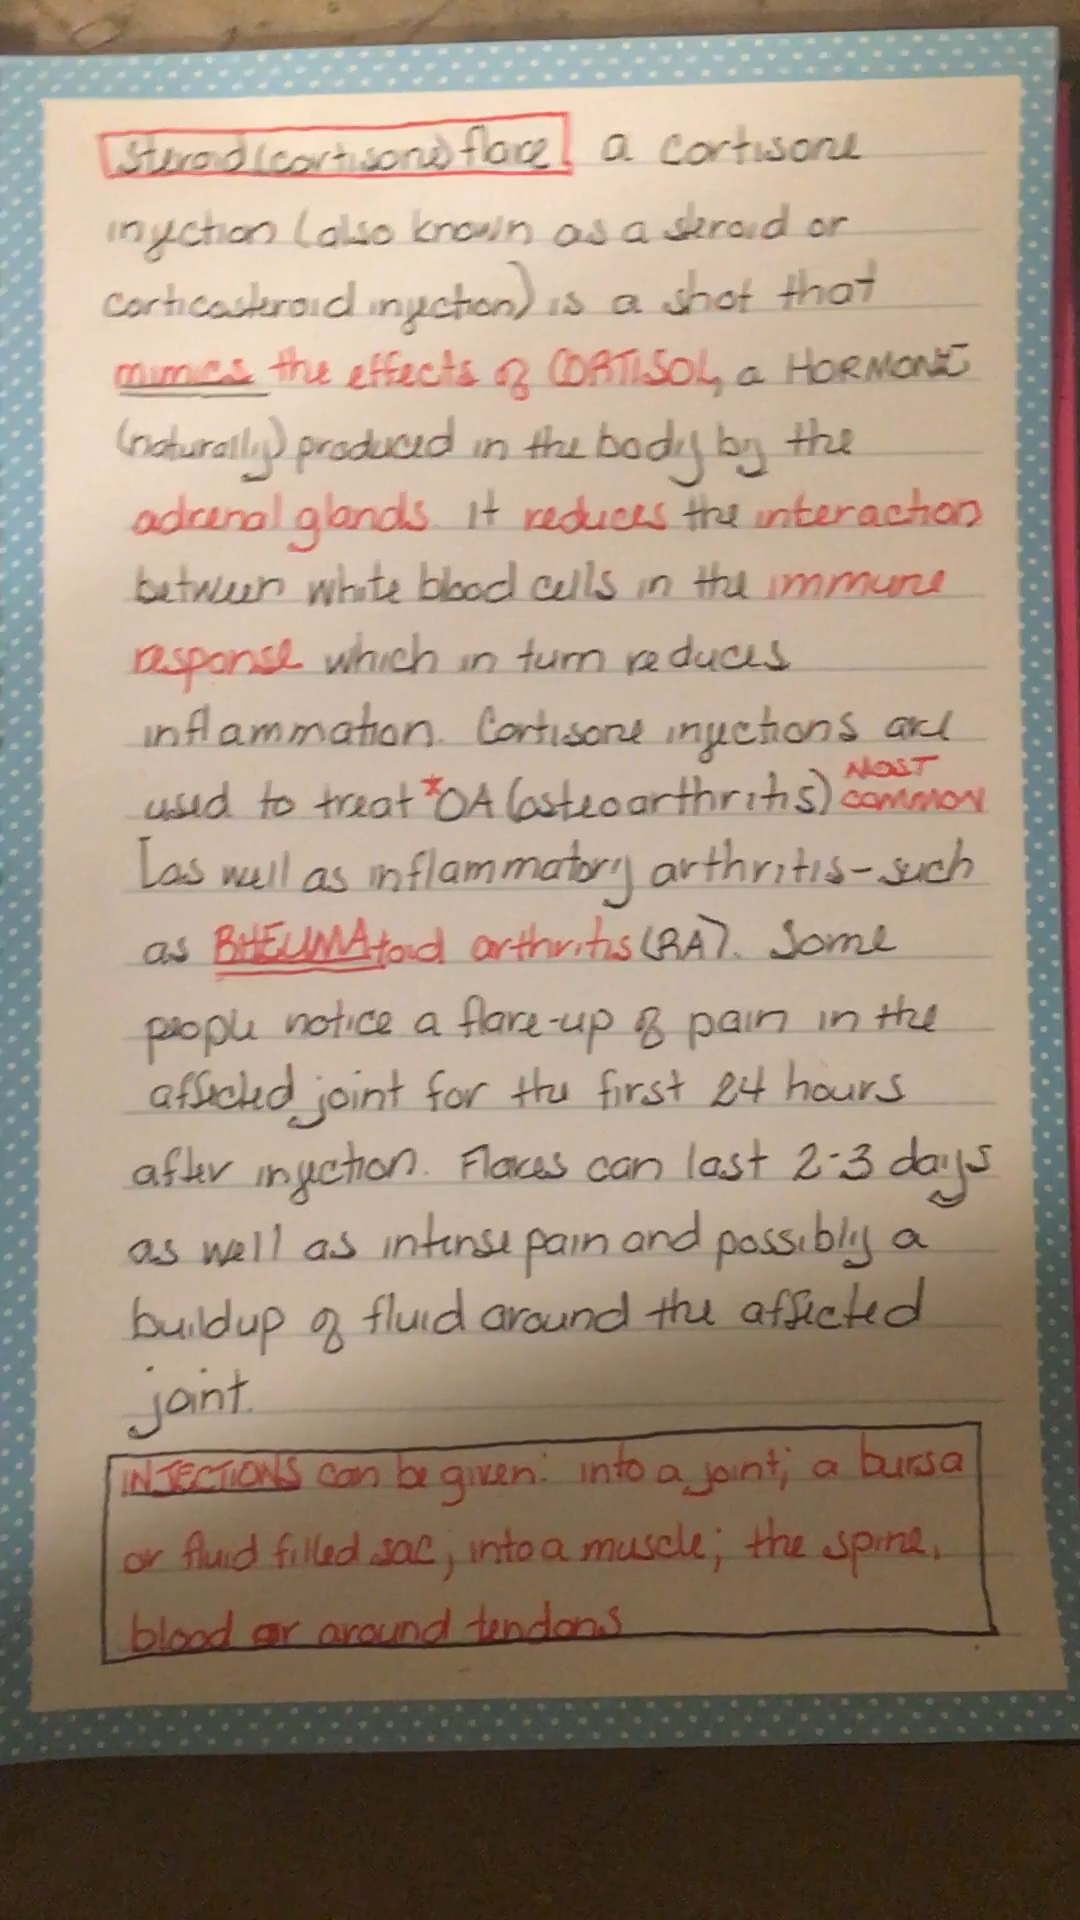 Steroid (cortisone) flare a cortisone
injection (also known as a steroid or
corticosteroid injection) is a shot that
mimics the effects of CORTISOL, a HORMONE
(naturally) produced in the body by the
adrenal glands. It reduces the interaction
between white blood cells in the immune
response which in turn reduces
inflammation. Cortisone injections are
used to treat *OA (osteoarthritis) MOST COMMON
[as well as inflammatory arthritis-such
as RHEUMAtoid arthritis (RA)]. Some
people notice a flare-up of pain in the
affected joint for the first 24 hours
after injection. Flares can last 2-3 days
as well as intense pain and possibly a
buildup of fluid around the affected
joint.
INJECTIONS can be given: into a joint; a bursa
or fluid filled sac; into a muscle; the spine,
blood or around tendons